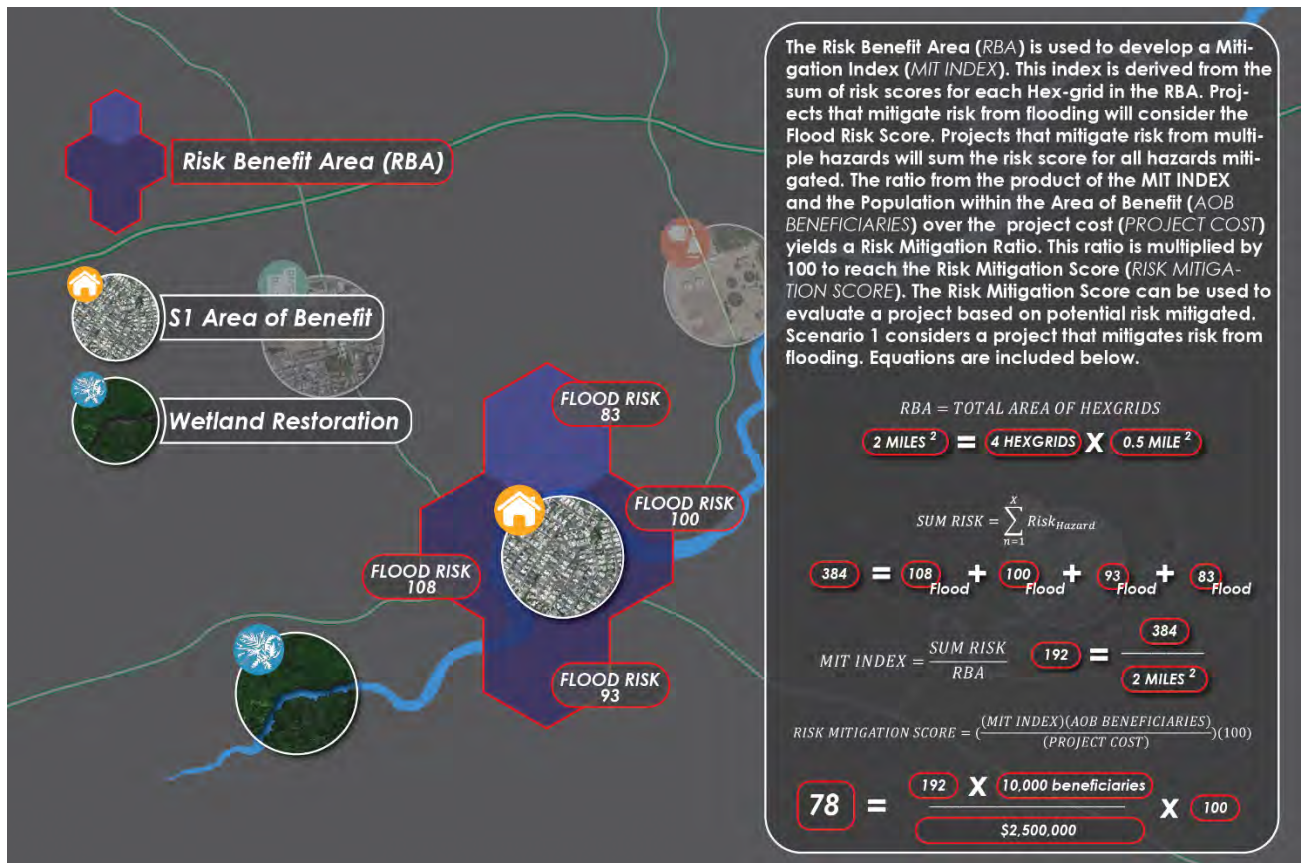 Risk Benefit Area (RBA)
S1 Area of Benefit
Wetland Restoration
FLOOD RISK
83
FLOOD RISK
100
FLOOD RISK
108
FLOOD RISK
93
The Risk Benefit Area (RBA) is used to develop a Miti-
gation Index (MIT INDEX). This index is derived from the
sum of risk scores for each Hex-grid in the RBA. Proj-
ects that mitigate risk from flooding will consider the
Flood Risk Score. Projects that mitigate risk from multi-
ple hazards will sum the risk score for all hazards miti-
gated. The ratio from the product of the MIT INDEX
and the Population within the Area of Benefit (AOB
BENEFICIARIES) over the project cost (PROJECT COST)
yields a Risk Mitigation Ratio. This ratio is multiplied by
100 to reach the Risk Mitigation Score (RISK MITIGA-
TION SCORE). The Risk Mitigation Score can be used to
evaluate a project based on potential risk mitigated.
Scenario 1 considers a project that mitigates risk from
flooding. Equations are included below.
RBA = TOTAL AREA OF HEXGRIDS
2 MILES ² = 4 HEXGRIDS X 0.5 MILE ²
X
SUM RISK = ∑ Risk Hazard
n=1
384 = 108 Flood + 100 Flood + 93 Flood + 83 Flood
MIT INDEX = SUM RISK / RBA
192 = 384 / 2 MILES ²
RISK MITIGATION SCORE = ((MIT INDEX)(AOB BENEFICIARIES) / (PROJECT COST))(100)
78 = 192 X 10,000 beneficiaries / $2,500,000 X 100